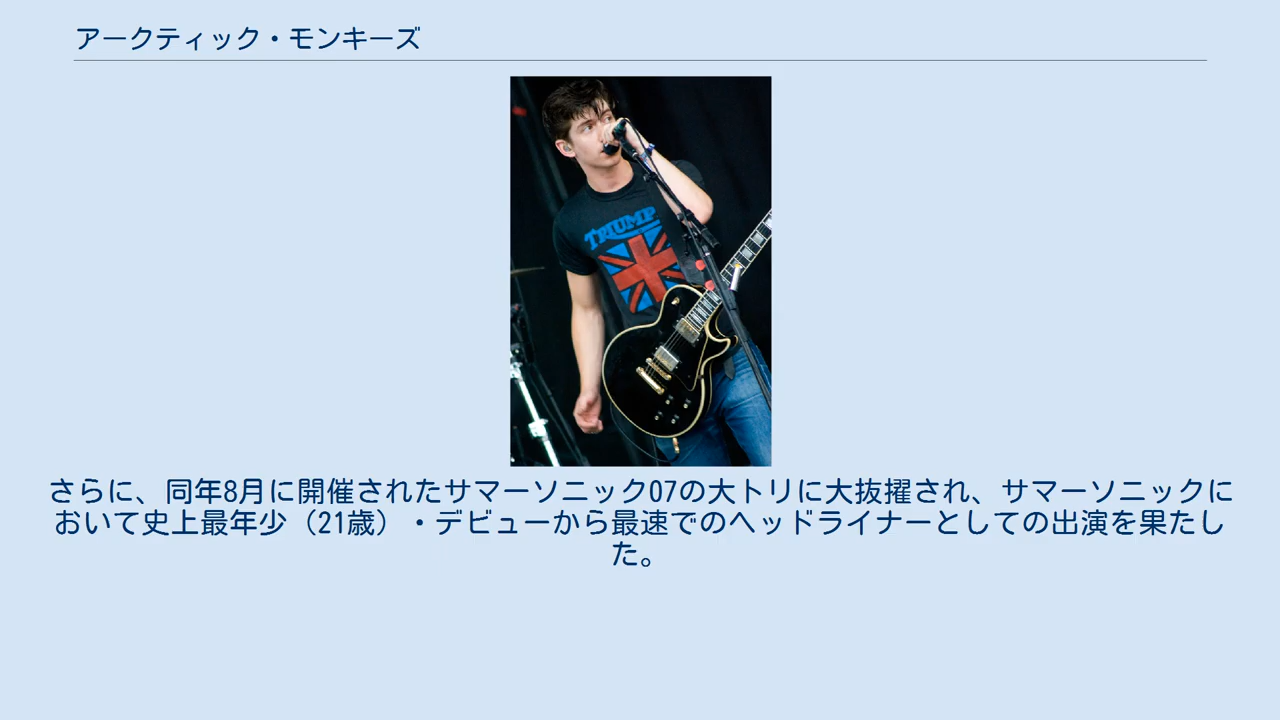 アークティック・モンキーズ
TRIUMP
さらに、同年8月に開催されたサマーソニック07の大トリに大抜擢され、サマーソニックに
おいて史上最年少（21歳）・デビューから最速でのヘッドライナーとしての出演を果たし
た。